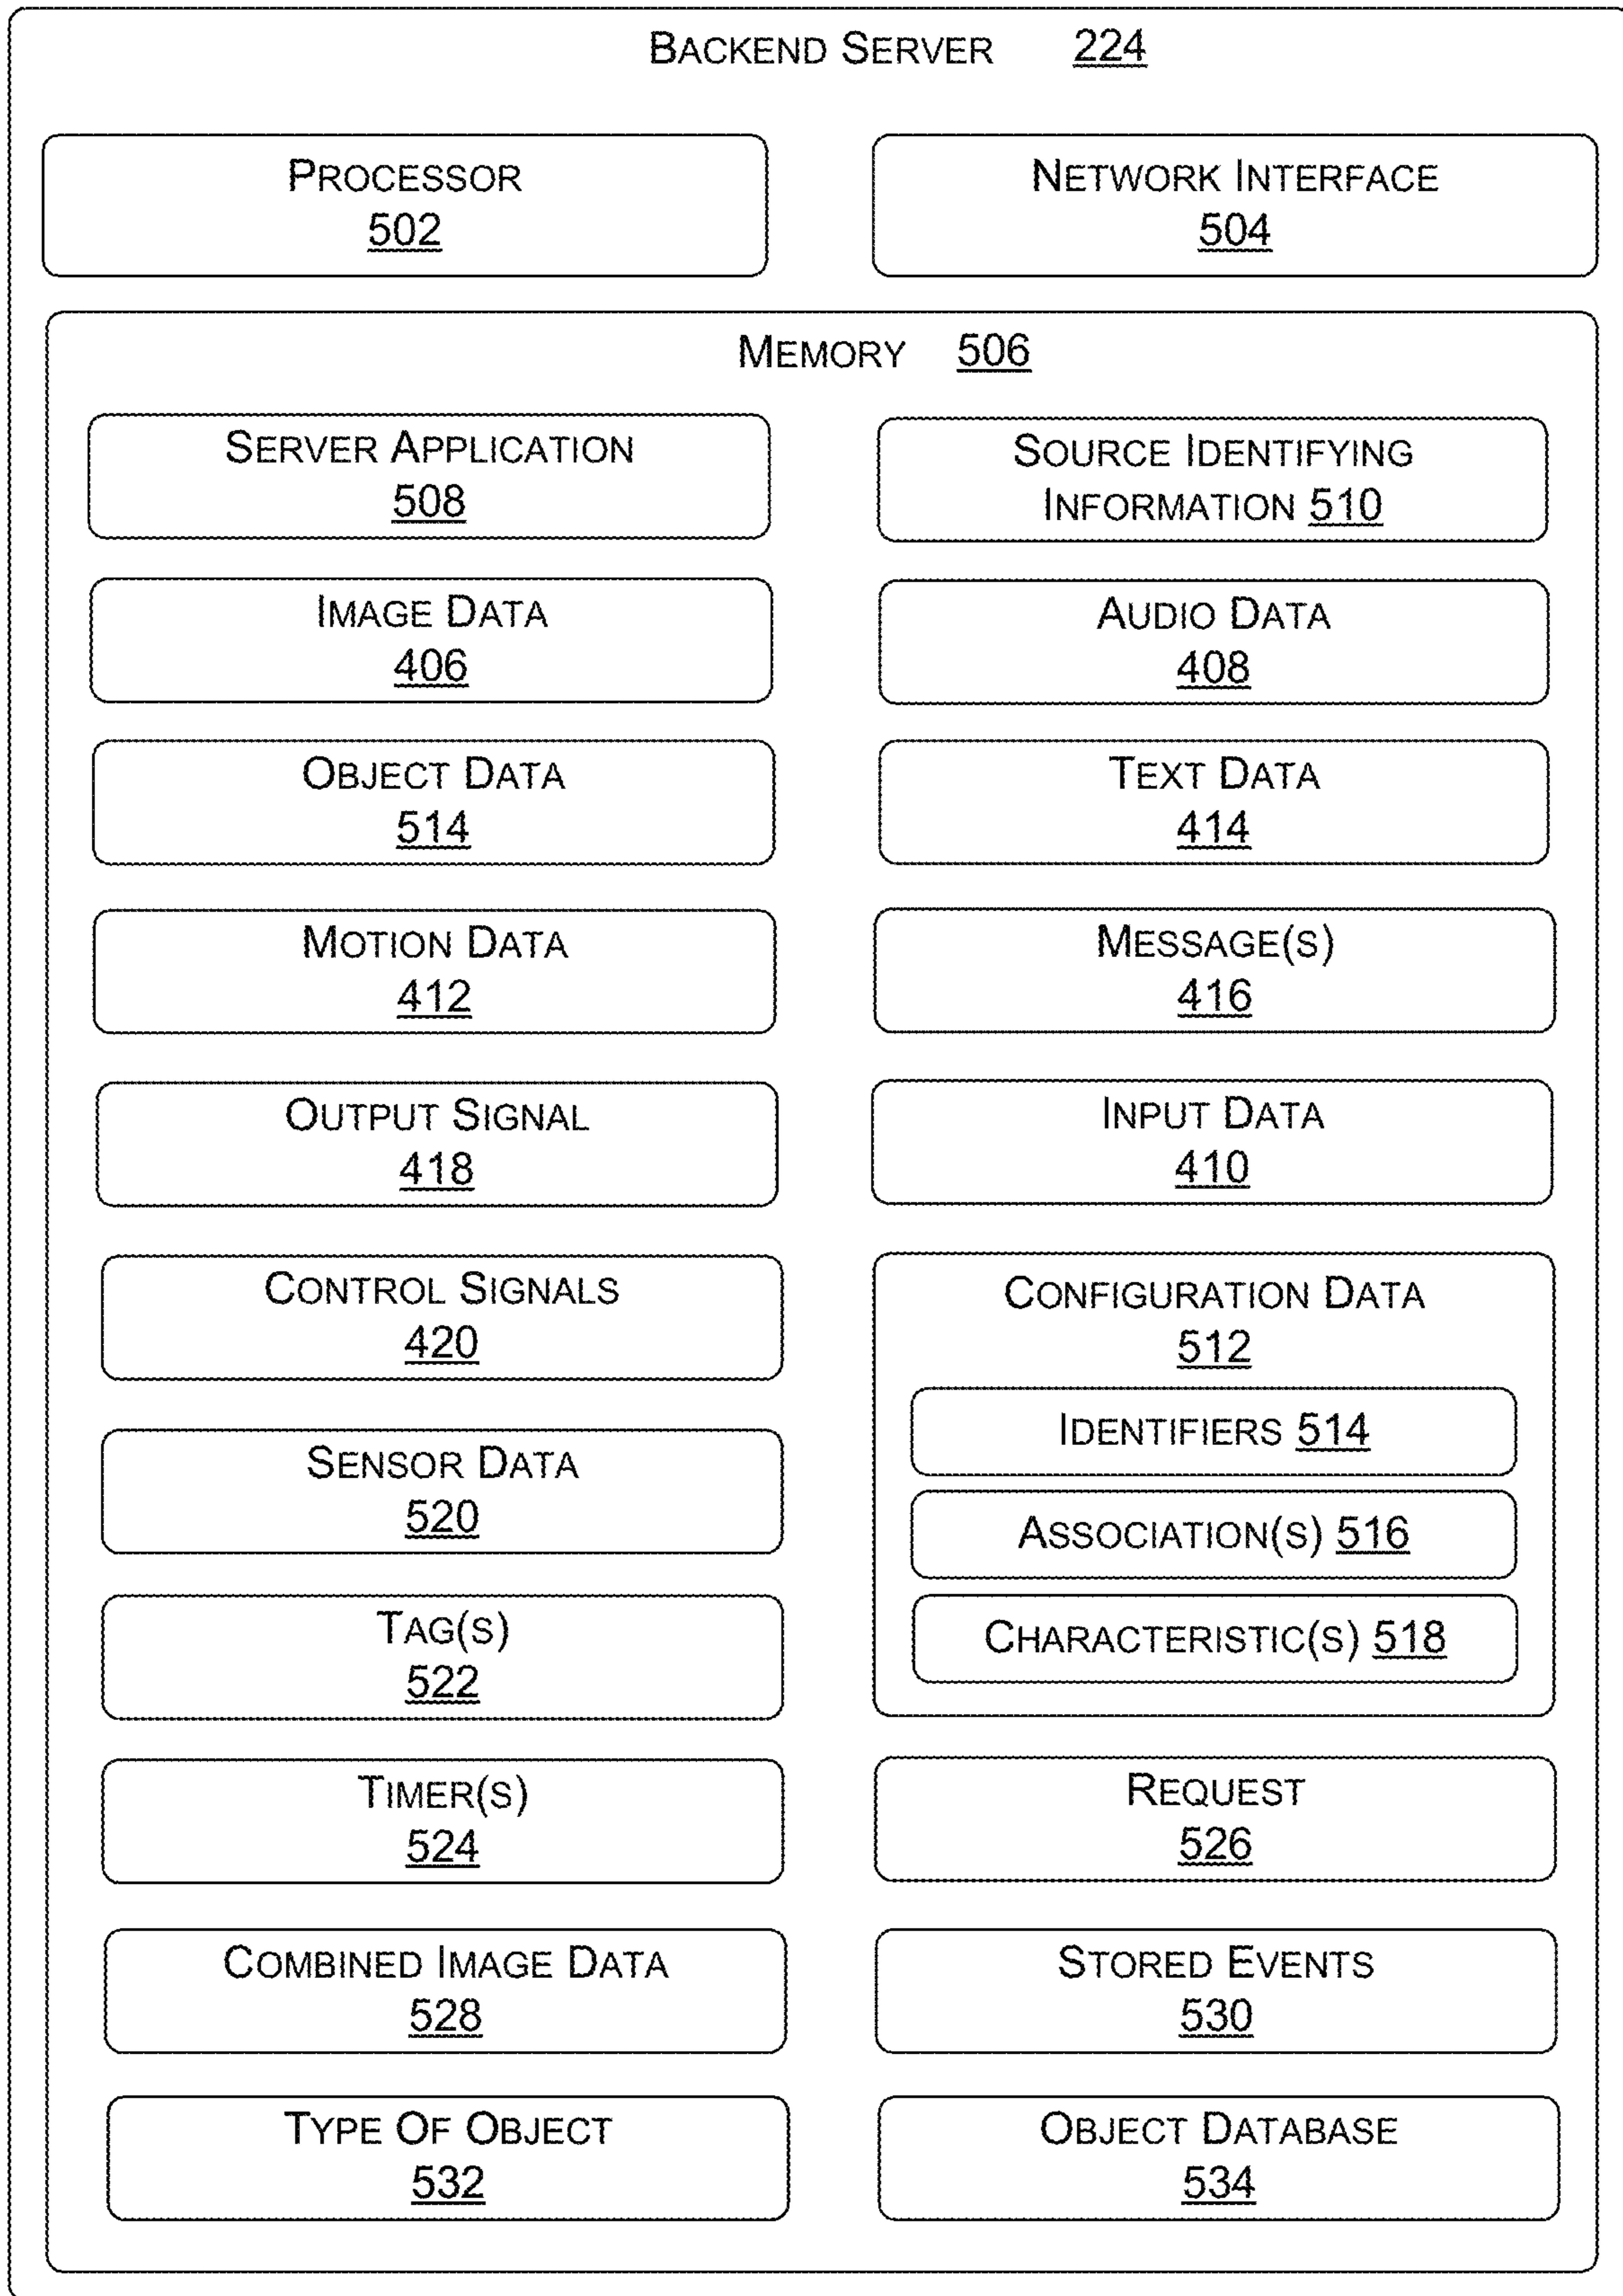 BACKEND SERVER 224
PROCESSOR
502
NETWORK INTERFACE
504
MEMORY 506
SERVER APPLICATION
508
SOURCE IDENTIFYING
INFORMATION 510
IMAGE DATA
406
AUDIO DATA
408
OBJECT DATA
514
TEXT DATA
414
MOTION DATA
412
MESSAGE(S)
416
OUTPUT SIGNAL
418
INPUT DATA
410
CONTROL SIGNALS
420
CONFIGURATION DATA
512
IDENTIFIERS 514
ASSOCIATION(S) 516
CHARACTERISTIC(S) 518
SENSOR DATA
520
TAG(S)
522
TIMER(S)
524
REQUEST
526
COMBINED IMAGE DATA
528
STORED EVENTS
530
TYPE OF OBJECT
532
OBJECT DATABASE
534